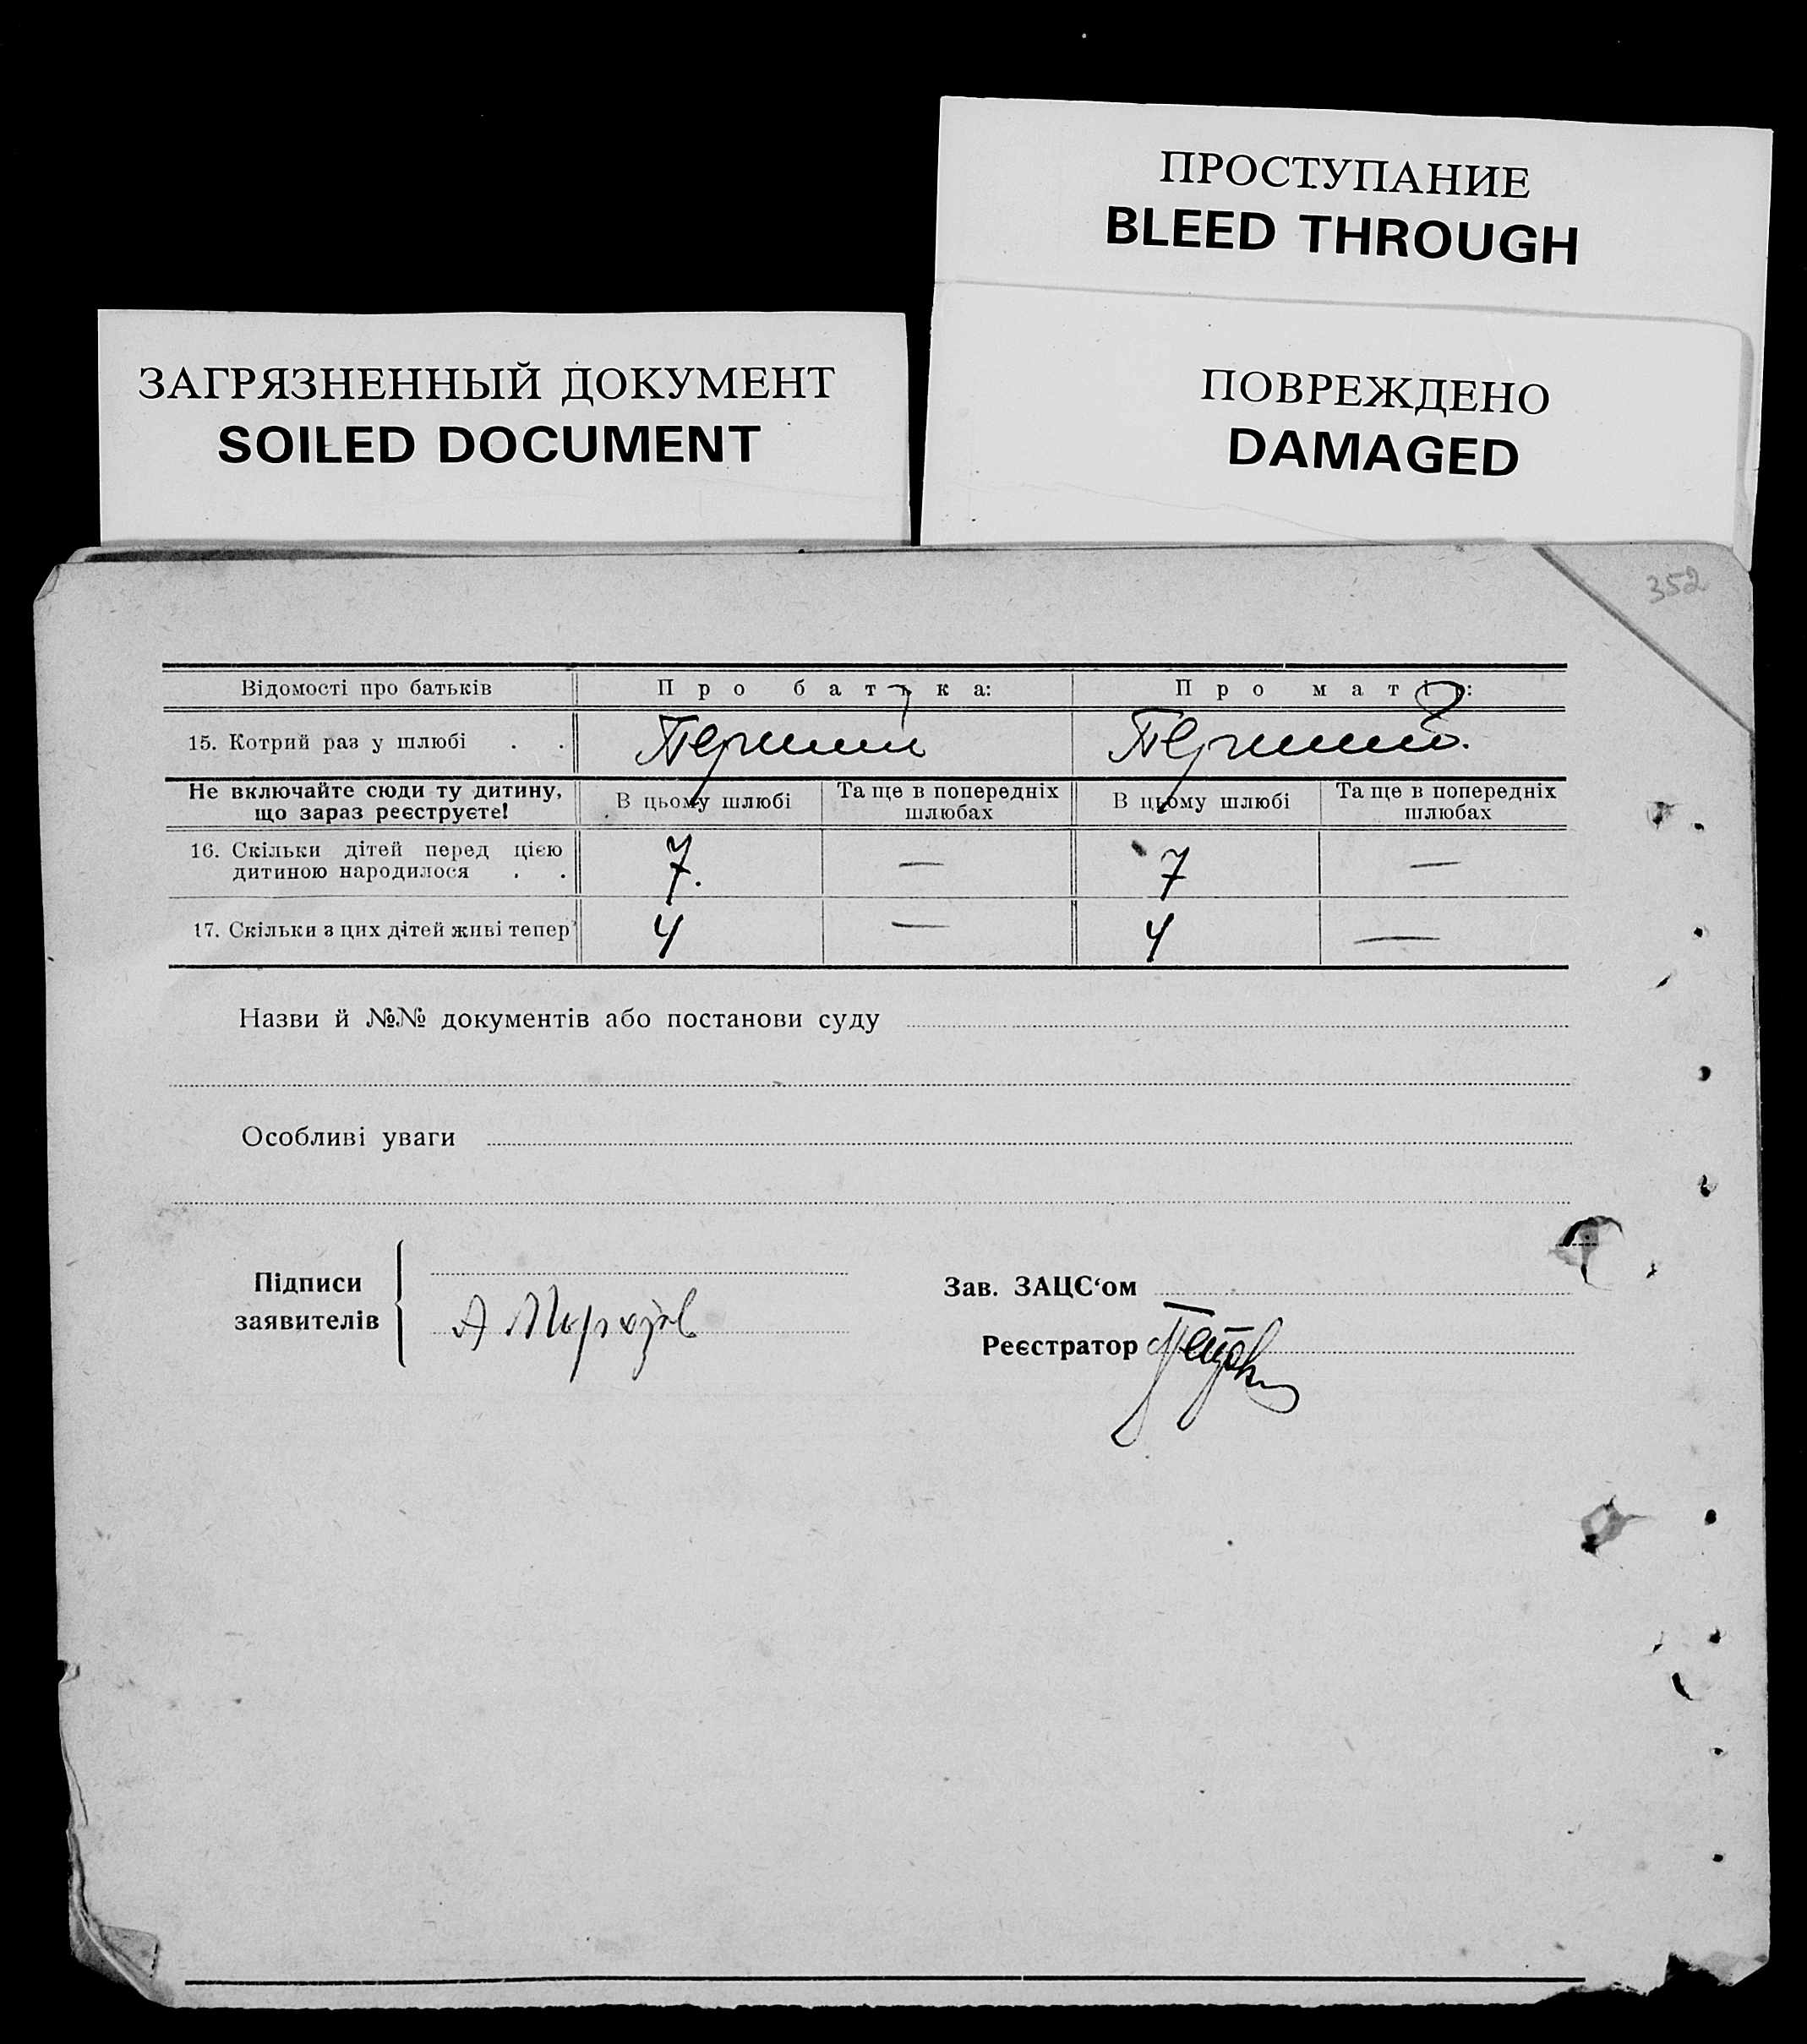 ПРОСТУПАНИЕ
BLEED THROUGH
ПОВРЕЖДЕНО
DAMAGED
ЗАГРЯЗНЕННЫЙ ДОКУМЕНТ
SOILED DOCUMENT
352
Відомості про батьків Про батька: Про матір:
15. Котрий раз у шлюбі . . Перший Перший.
Не включайте сюди ту дитину, що зараз реєструєте! В цьому шлюбі Та ще в попередніх шлюбах В цьому шлюбі Та ще в попередніх шлюбах
16. Скільки дітей перед цією
дитиною народилося . . 7. — 7 —
17. Скільки з цих дітей живі тепер 4 — 4 —
Назви й №№ документів або постанови суду
Особливі уваги
Підписи
заявителів
А
Зав. ЗАЦС‘ом
Реєстратор